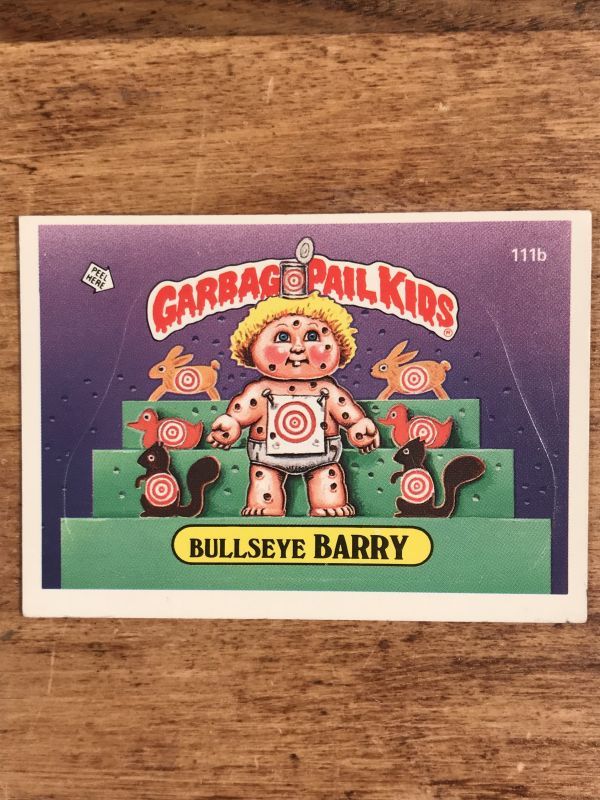 111b
PEEL
HERE
GARBAGE PAIL KIDS
®
BULLSEYE BARRY